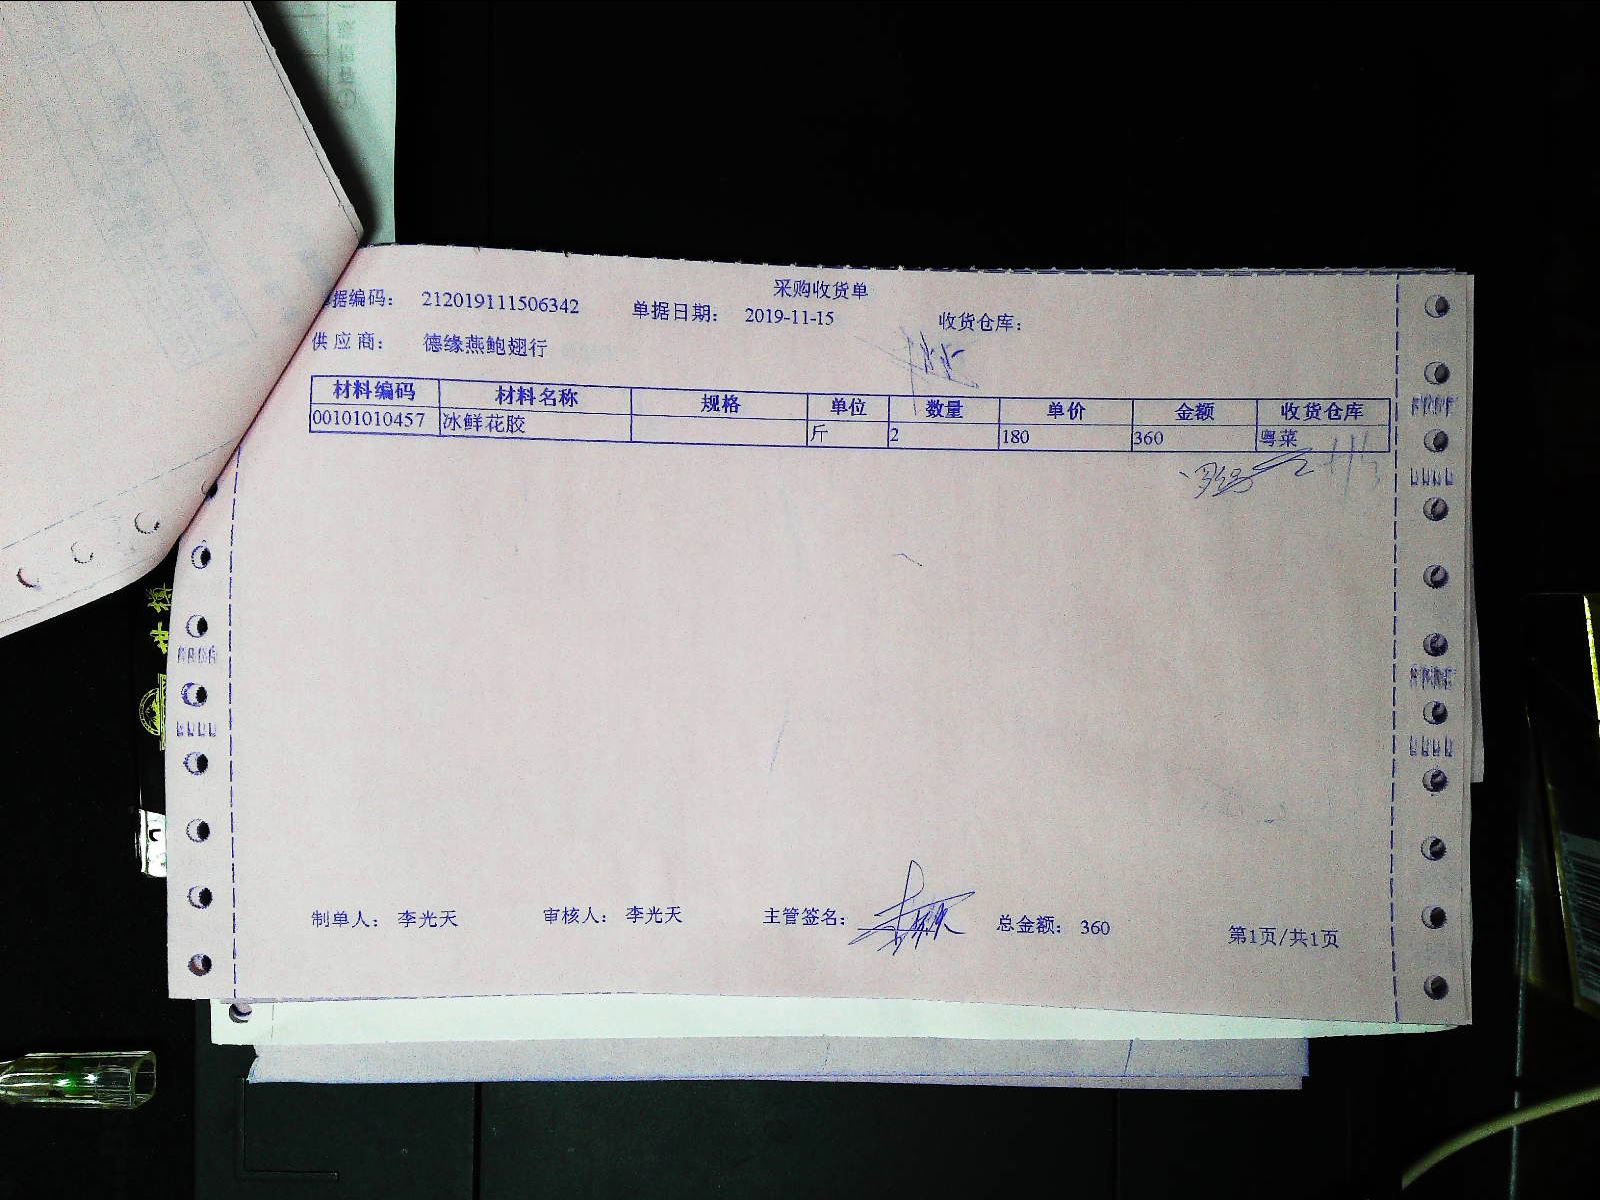 采购收货单
据编码： 212019111506342 单据日期： 2019-11-15 收货仓库：
供应商： 德缘燕鲍翅行
材料编码 材料名称 规格 单位 数量 单价 金额 收货仓库
00101010457 冰鲜花胶 斤 2 180 360 粤菜
制单人： 李光天 审核人： 李光天 主管签名： 总金额： 360 第1页/共1页